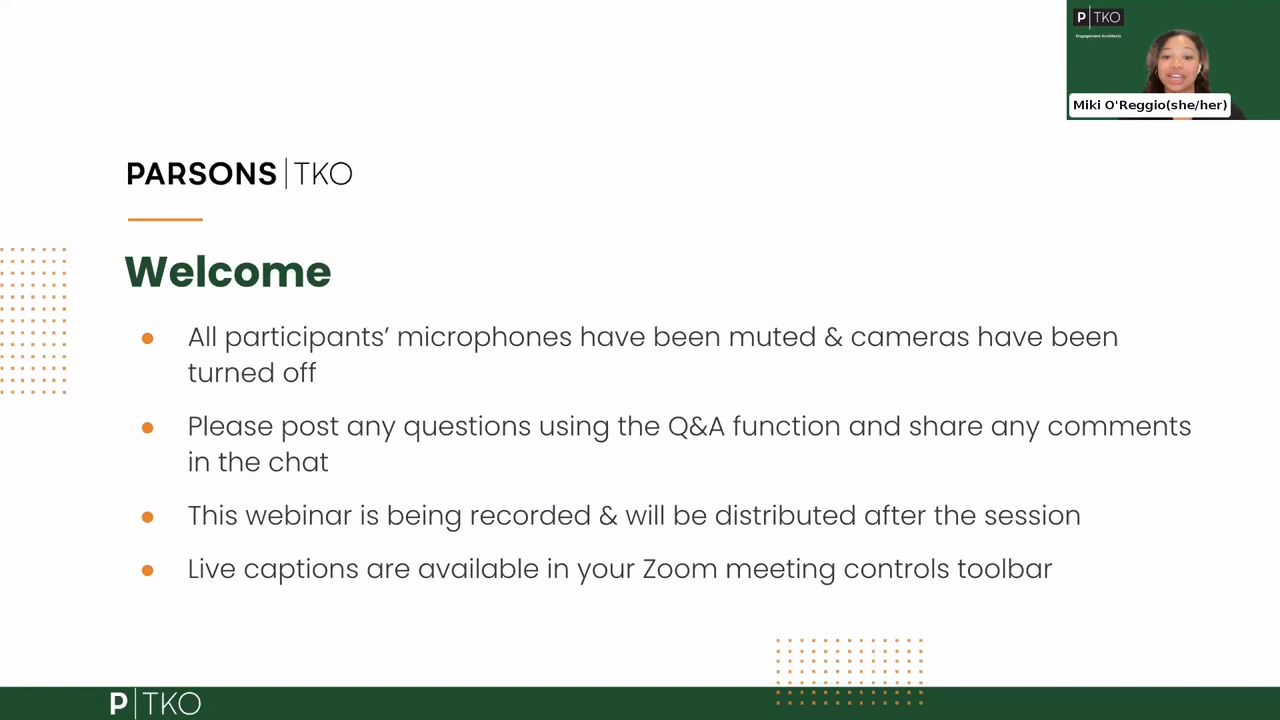 P|TKO
Engagement Architects
Miki O'Reggio(she/her)
PARSONS|TKO
Welcome
● All participants’ microphones have been muted & cameras have been
turned off
● Please post any questions using the Q&A function and share any comments
in the chat
● This webinar is being recorded & will be distributed after the session
● Live captions are available in your Zoom meeting controls toolbar
P|TKO